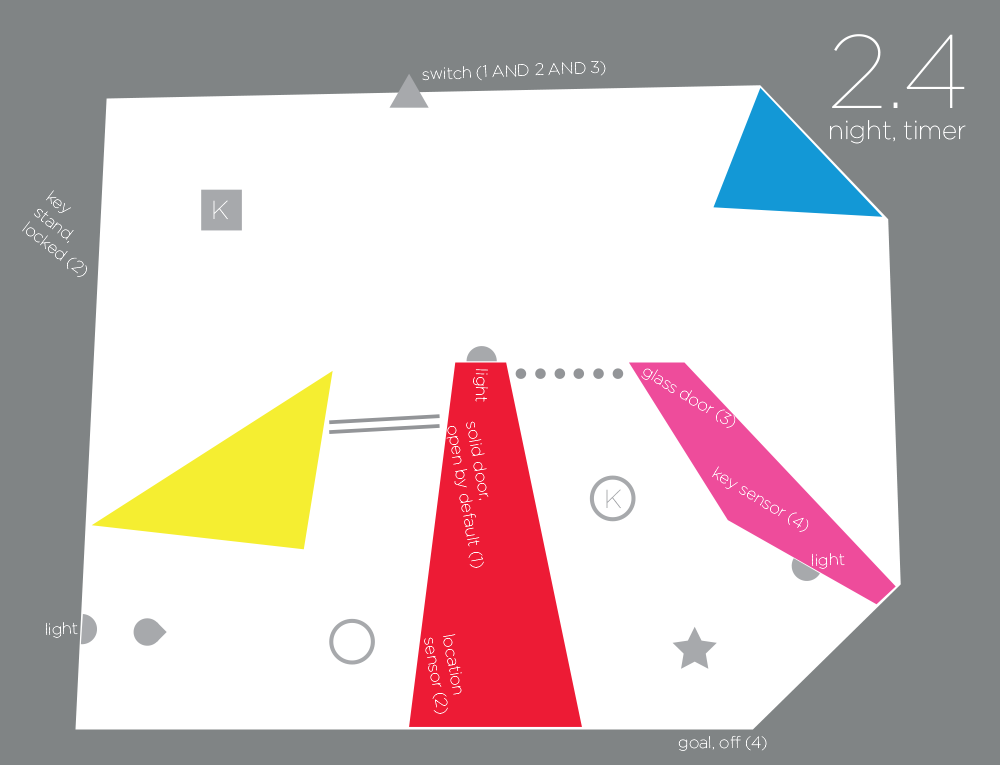 2.4
night, timer
switch (1 AND 2 AND 3)
key
stand,
locked (2)
K
light
glass door (3)
solid door,
open by default (1)
key sensor (4)
K
light
light
location
sensor (2)
goal, off (4)